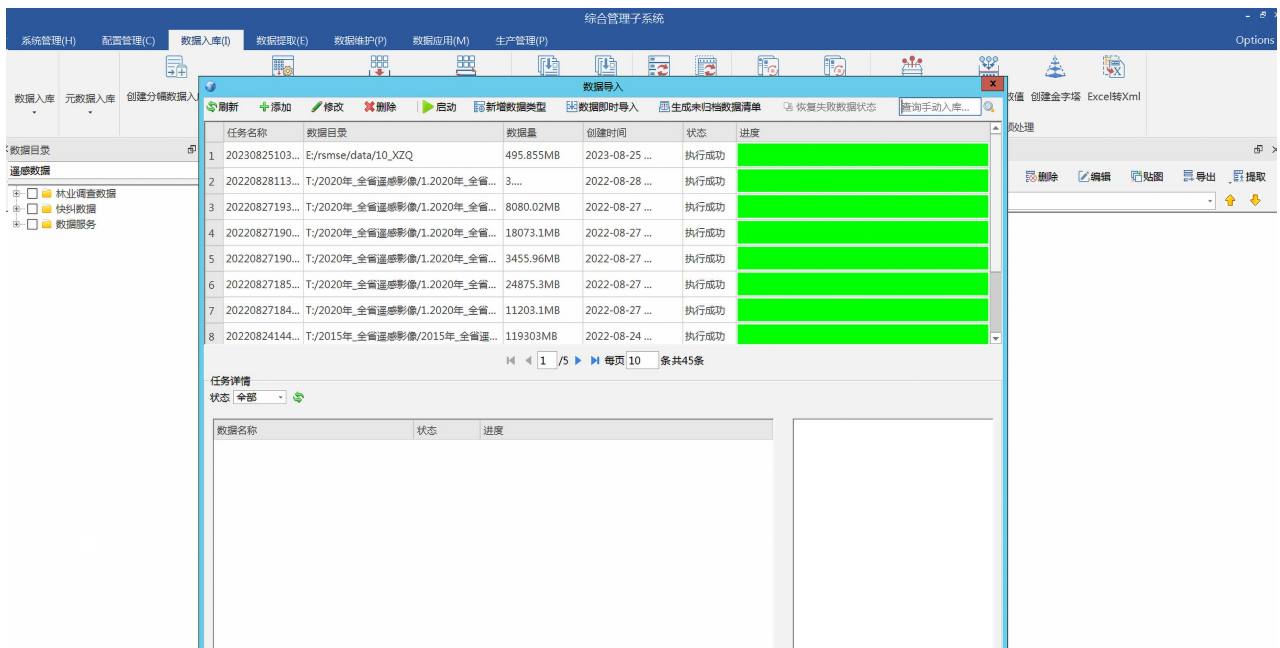 综合管理子系统
系统管理(H) 配置管理(C) 数据入库(I) 数据提取(E) 数据维护(P) 数据应用(M) 生产管理(P) Options
数据入库 元数据入库 创建分幅数据入 创建金字塔 Excel转Xml
数据导入
刷新 添加 修改 删除 启动 新增数据类型 数据即时导入 生成未归档数据清单 恢复失败数据状态 查询手动入库...
数据目录
遥感数据
林业调查数据
快纠数据
数据服务
删除 编辑 贴图 导出 提取
任务名称 数据目录 数据量 创建时间 状态 进度
1 20230825103... E:/rsmse/data/10_XZQ 495.855MB 2023-08-25 ... 执行成功
2 20220828113... T:/2020年_全省遥感影像/1.2020年_全省... 3.... 2022-08-28 ... 执行成功
3 20220827193... T:/2020年_全省遥感影像/1.2020年_全省... 8080.02MB 2022-08-27 ... 执行成功
4 20220827190... T:/2020年_全省遥感影像/1.2020年_全省... 18073.1MB 2022-08-27 ... 执行成功
5 20220827190... T:/2020年_全省遥感影像/1.2020年_全省... 3455.96MB 2022-08-27 ... 执行成功
6 20220827185... T:/2020年_全省遥感影像/1.2020年_全省... 24875.3MB 2022-08-27 ... 执行成功
7 20220827184... T:/2020年_全省遥感影像/1.2020年_全省... 11203.1MB 2022-08-27 ... 执行成功
8 20220824144... T:/2015年_全省遥感影像/2015年_全省遥... 119303MB 2022-08-24 ... 执行成功
1 /5 每页 10 条共45条
任务详情
状态 全部
数据名称 状态 进度